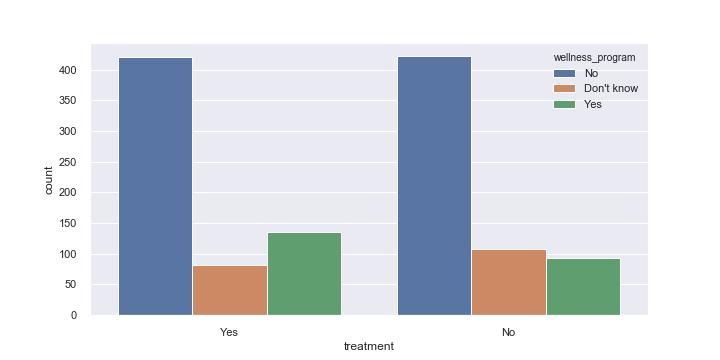 wellness_program
No
Don't know
Yes
400
350
300
250
200
150
100
50
0
count
Yes No
treatment